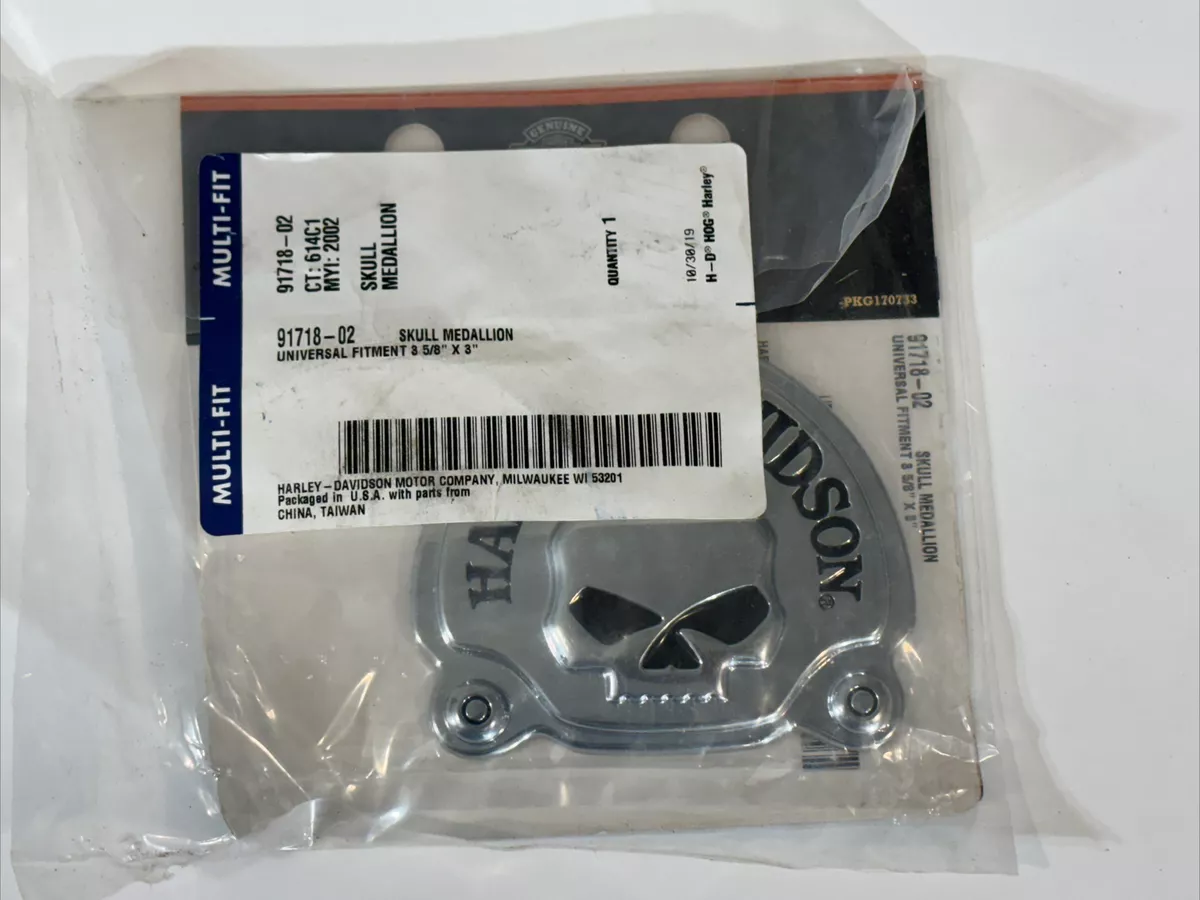 GENUINE
MULTI-FIT
MULTI-FIT
91718-02
CT: 614C1
MYI: 2002
SKULL
MEDALLION
QUANTITY 1
10/30/19
H-D® HOG® Harley®
91718-02 SKULL MEDALLION
UNIVERSAL FITMENT 3 5/8" X 3"
HARLEY-DAVIDSON MOTOR COMPANY, MILWAUKEE WI 53201
Packaged in U.S.A. with parts from
CHINA, TAIWAN
-PKG170733
91718-02 SKULL MEDALLION
UNIVERSAL FITMENT 3 5/8" X 3"
HA
IDSON®